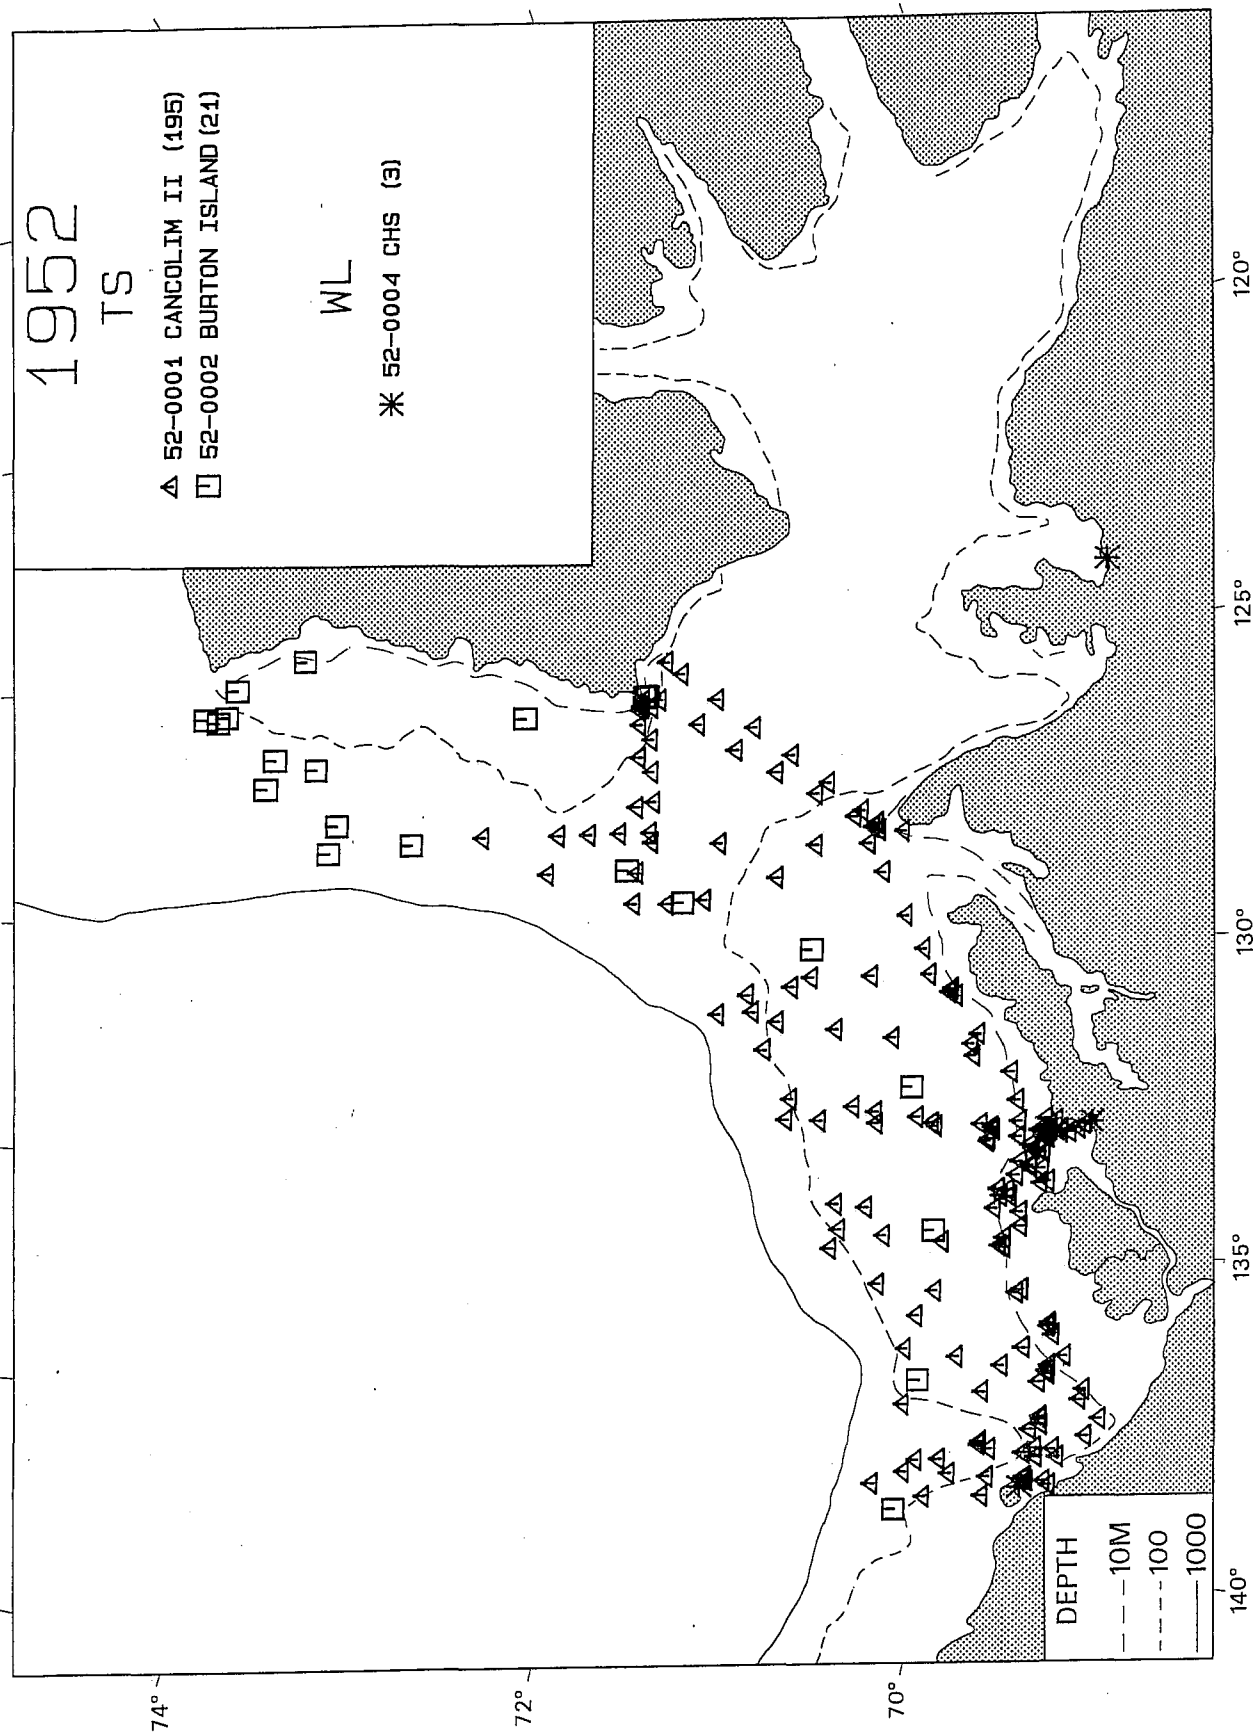 1952
TS
52-0001 CANCOLIM II (195)
52-0002 BURTON ISLAND (21)
WL
52-0004 CHS (3)
74°
72°
70°
120°
125°
130°
135°
140°
DEPTH
10M
100
1000